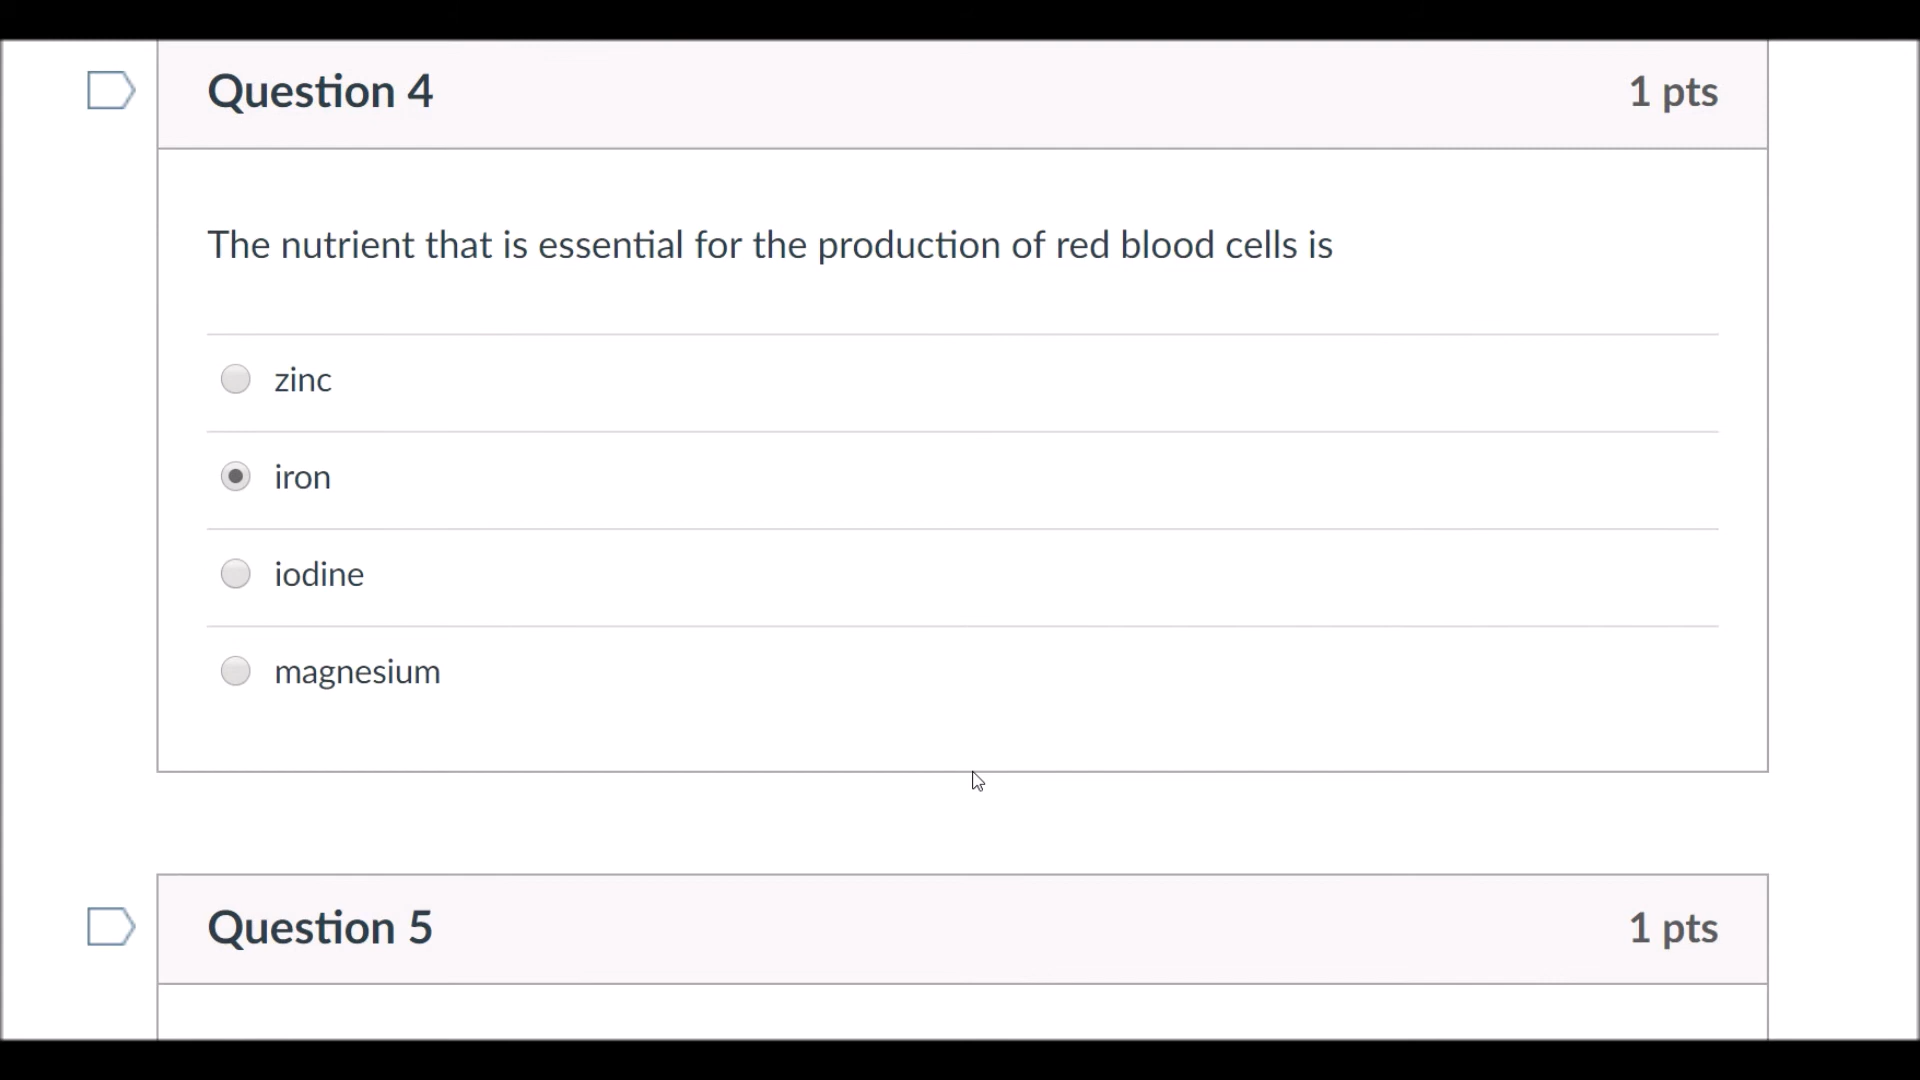 Question 4
1 pts
The nutrient that is essential for the production of red blood cells is
zinc
iron
iodine
magnesium
Question 5
1 pts